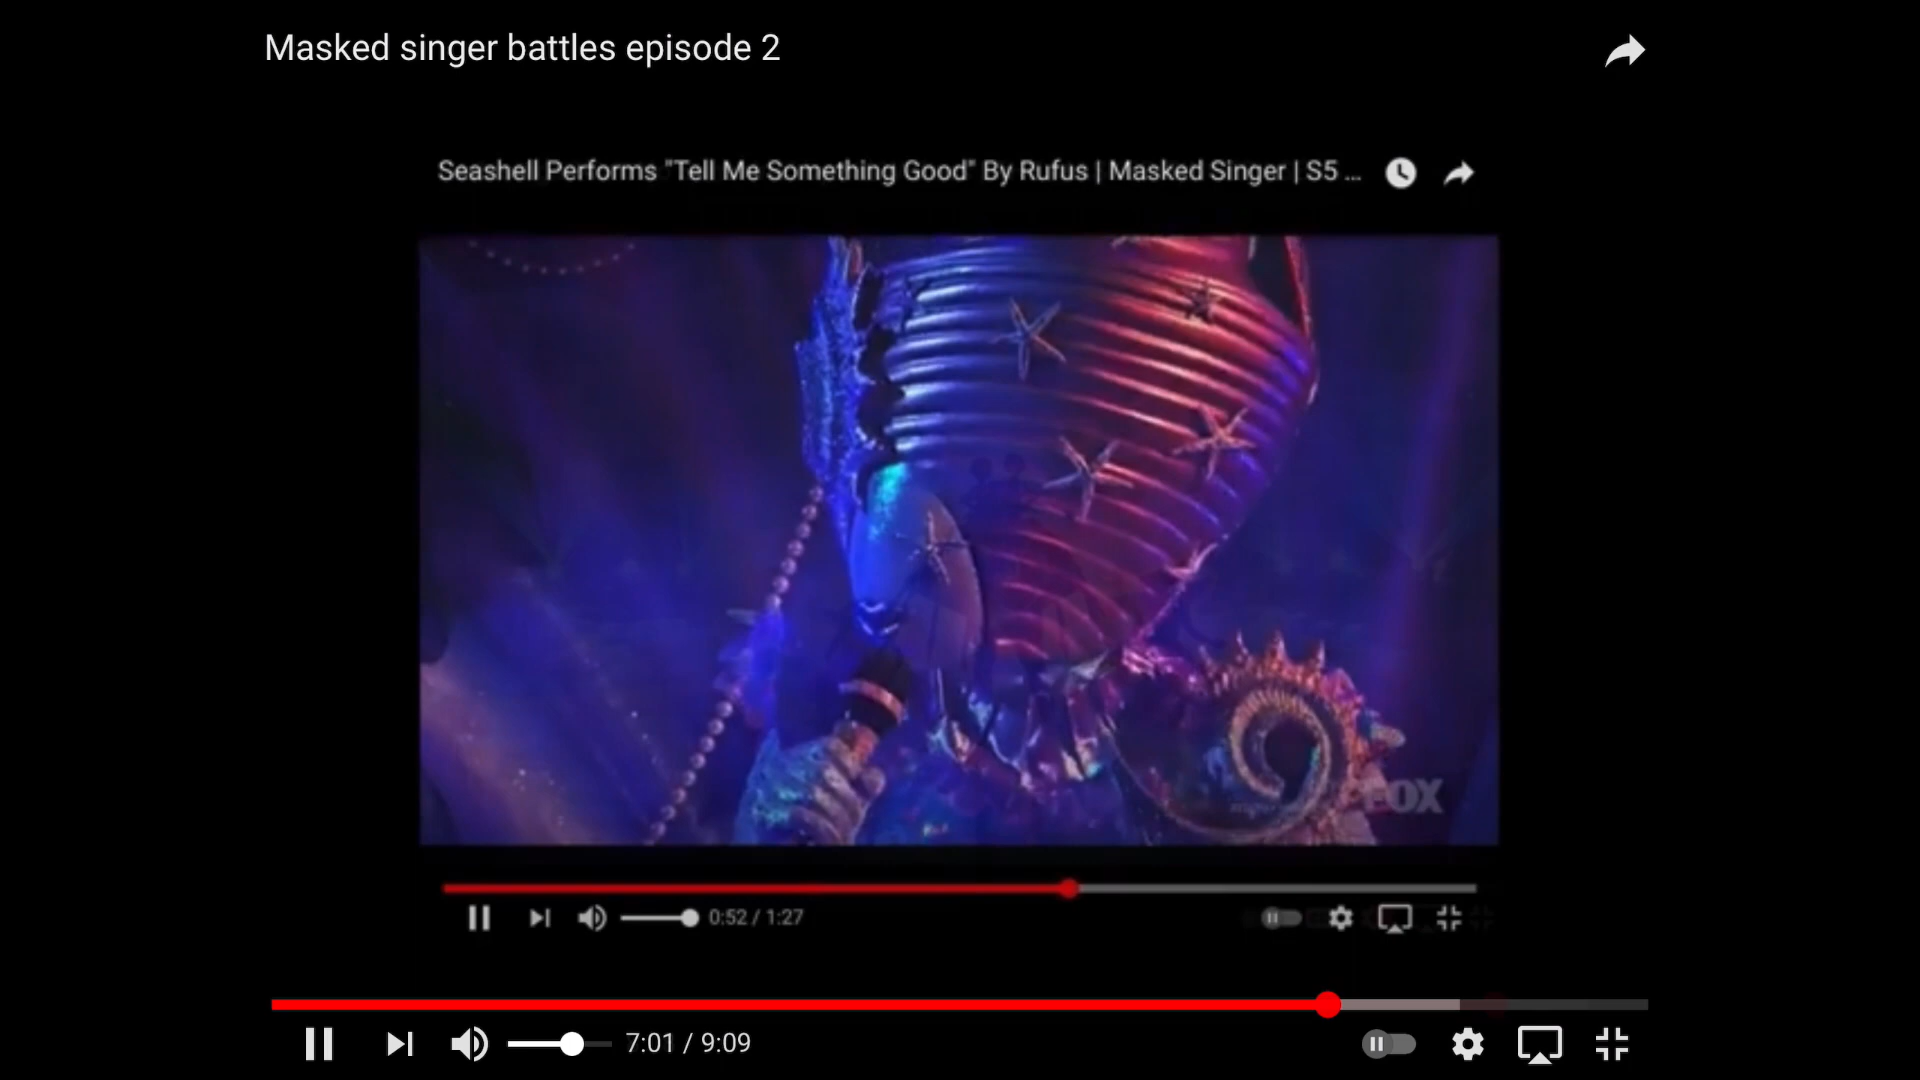 Masked singer battles episode 2
Seashell Performs "Tell Me Something Good" By Rufus | Masked Singer | S5 ...
FOX
0:52 / 1:27
7:01 / 9:09